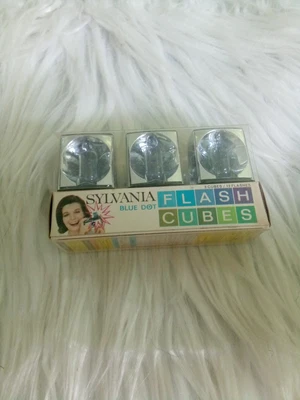 SYLVANIA
BLUE DOT
FLASH
CUBES